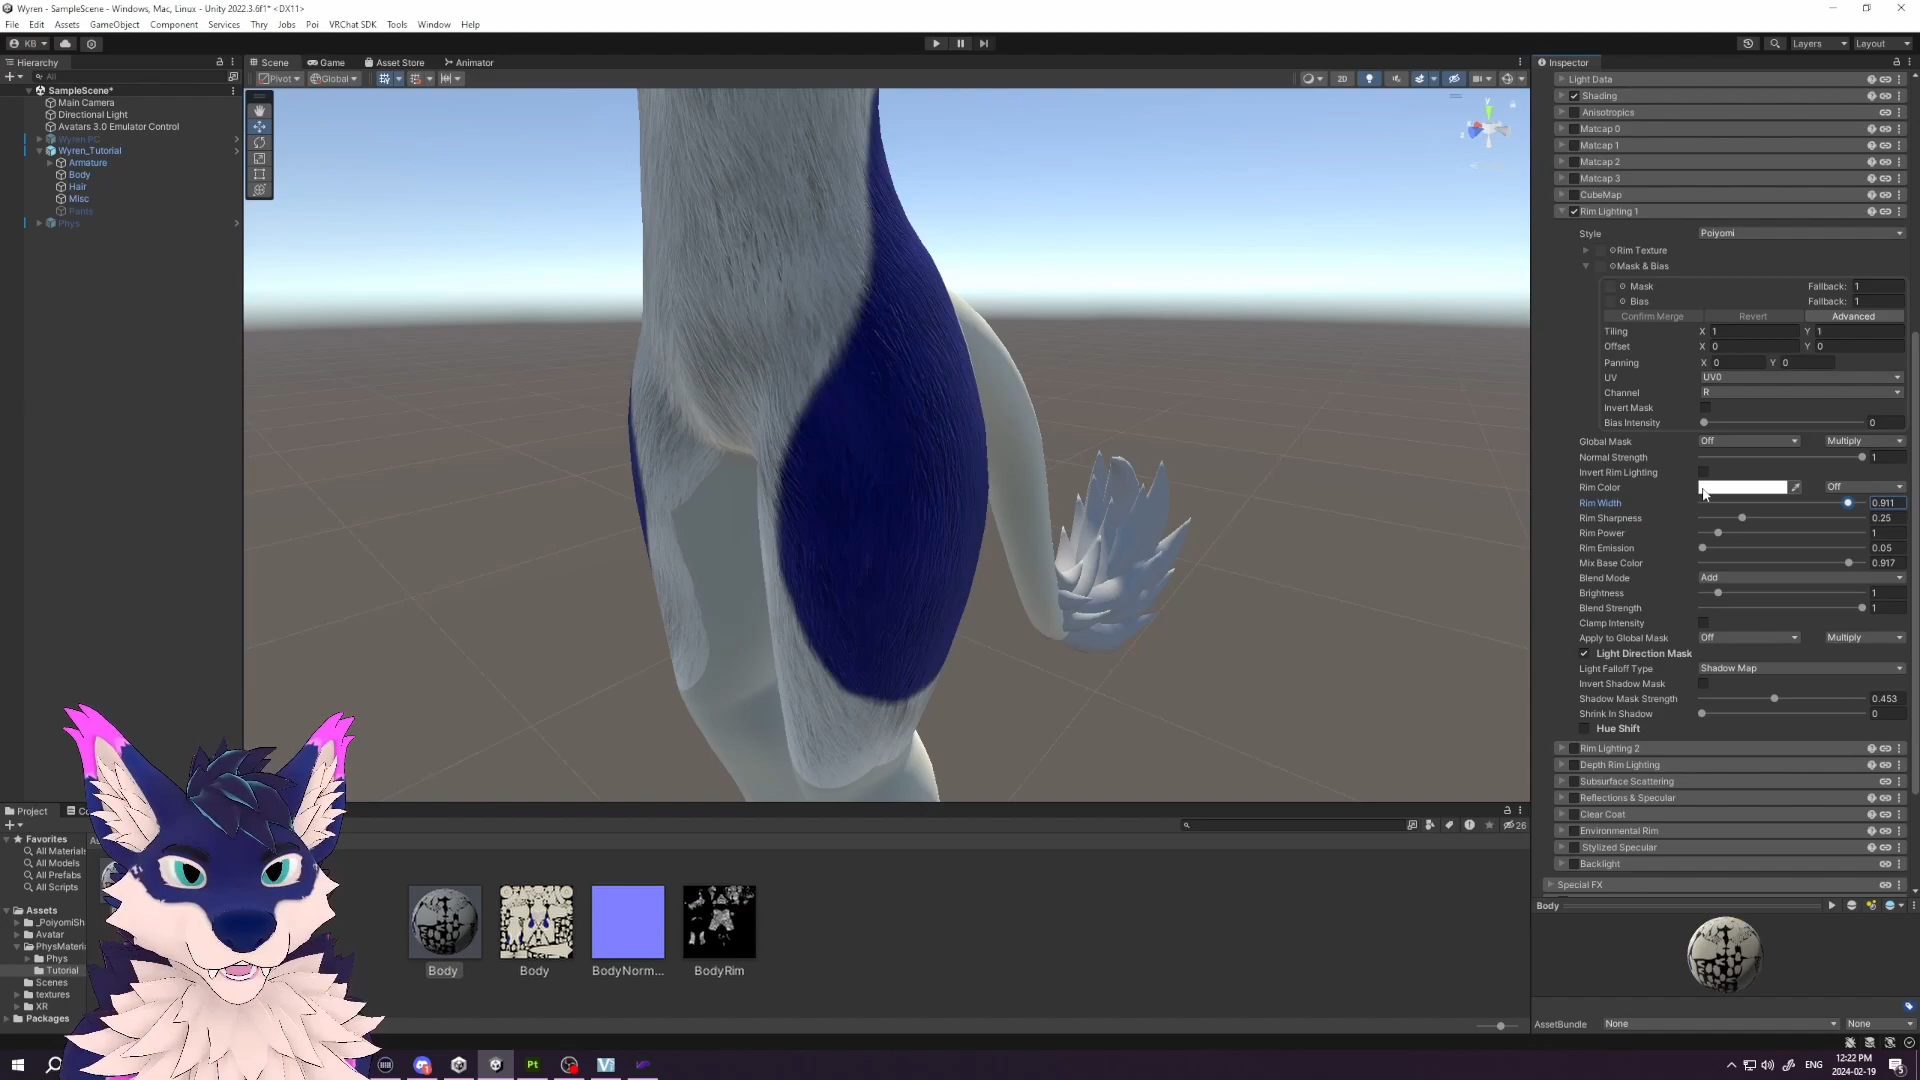 Wyren - SampleScene - Windows, Mac, Linux - Unity 2022.3.6f1* <DX11>
File Edit Assets GameObject Component Services Thry Jobs Poi VRChat SDK Tools Window Help
KB
Layers Layout
Hierarchy
All
SampleScene*
Main Camera
Directional Light
Avatars 3.0 Emulator Control
Wyren PC
Wyren_Tutorial
Armature
Body
Hair
Misc
Pants
Phys
Scene Game Asset Store Animator
Pivot Global 2D
Inspector
Light Data
Shading
Anisotropics
Matcap 0
Matcap 1
Matcap 2
Matcap 3
CubeMap
Rim Lighting 1
Style Poiyomi
Rim Texture
Mask & Bias
Mask Fallback: 1
Bias Fallback: 1
Confirm Merge Revert Advanced
Tiling X 1 Y 1
Offset X 0 Y 0
Panning X 0 Y 0
UV UV0
Channel R
Invert Mask
Bias Intensity 0
Global Mask Off Multiply
Normal Strength 1
Invert Rim Lighting
Rim Color Off
Rim Width 0.911
Rim Sharpness 0.25
Rim Power 1
Rim Emission 0.05
Mix Base Color 0.917
Blend Mode Add
Brightness 1
Blend Strength 1
Clamp Intensity
Apply to Global Mask Off Multiply
Light Direction Mask
Light Falloff Type Shadow Map
Invert Shadow Mask
Shadow Mask Strength 0.453
Shrink In Shadow 0
Hue Shift
Rim Lighting 2
Depth Rim Lighting
Subsurface Scattering
Reflections & Specular
Clear Coat
Environmental Rim
Stylized Specular
Backlight
Special FX
Body
AssetBundle None None
Project Co
26
Favorites
All Materials
All Models
All Prefabs
All Scripts
Assets
_PoiyomiSh
Avatar
PhysMateri
Phys
Tutorial
Scenes
textures
XR
Packages
Body Body BodyNorm... BodyRim
Pt
ENG
12:22 PM
2024-02-19
5